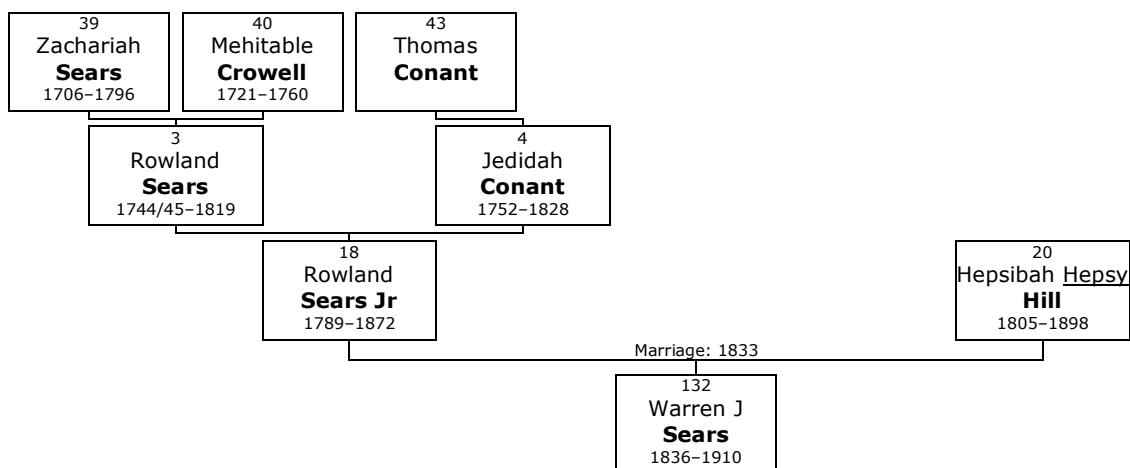 39
Zachariah
Sears
1706–1796
40
Mehitable
Crowell
1721–1760
43
Thomas
Conant
3
Rowland
Sears
1744/45–1819
4
Jedidah
Conant
1752–1828
18
Rowland
Sears Jr
1789–1872
20
Hepsibah Hepsy
Hill
1805–1898
Marriage: 1833
132
Warren J
Sears
1836–1910